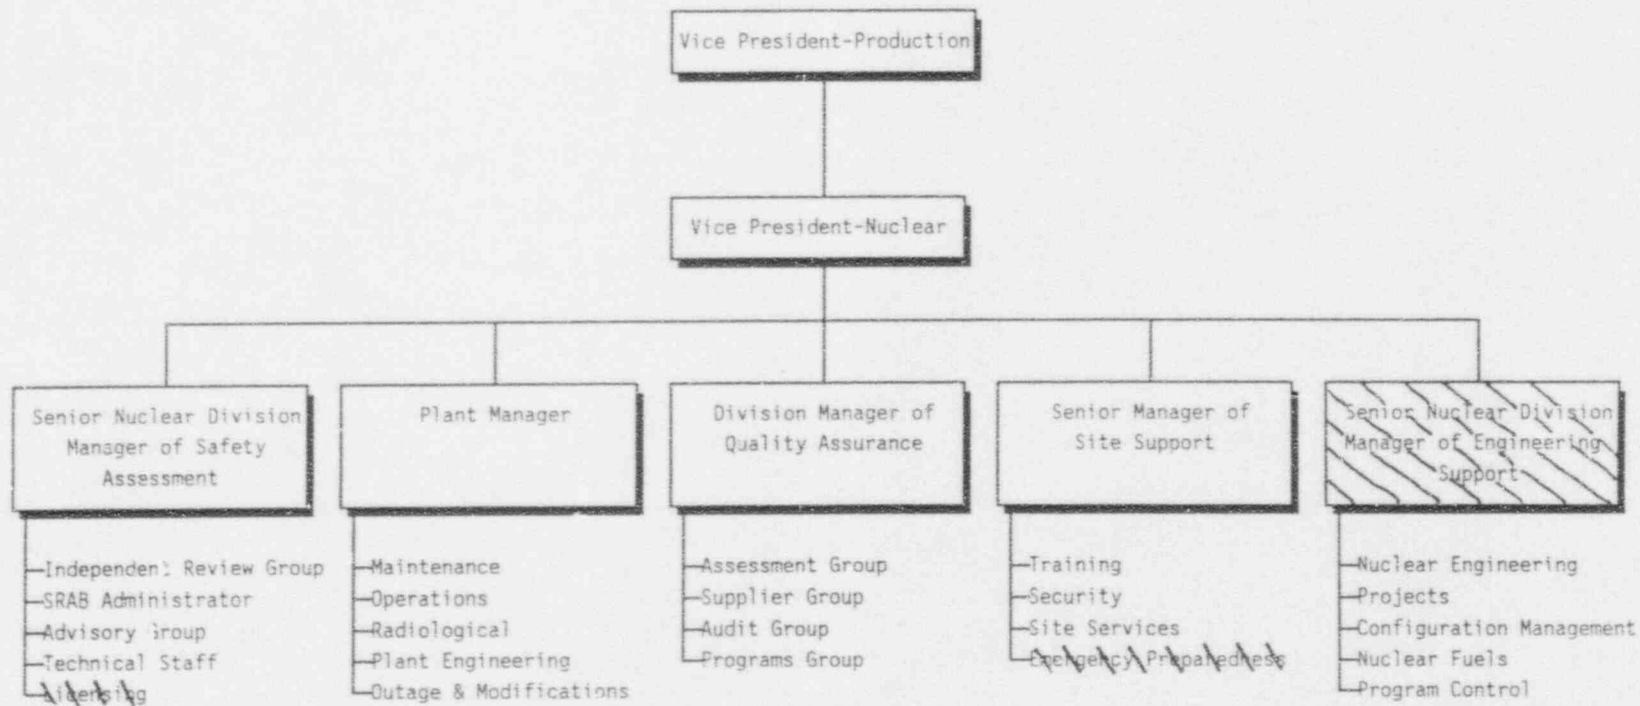 Vice President-Production
Vice President-Nuclear
Senior Nuclear Division
Manager of Safety
Assessment
Plant Manager
Division Manager of
Quality Assurance
Senior Manager of
Site Support
Senior Nuclear Division
Manager of Engineering
Support
Independent Review Group
SRAB Administrator
Advisory Group
Technical Staff
Licensing
Maintenance
Operations
Radiological
Plant Engineering
Outage & Modifications
Assessment Group
Supplier Group
Audit Group
Programs Group
Training
Security
Site Services
Emergency Preparedness
Nuclear Engineering
Projects
Configuration Management
Nuclear Fuels
Program Control